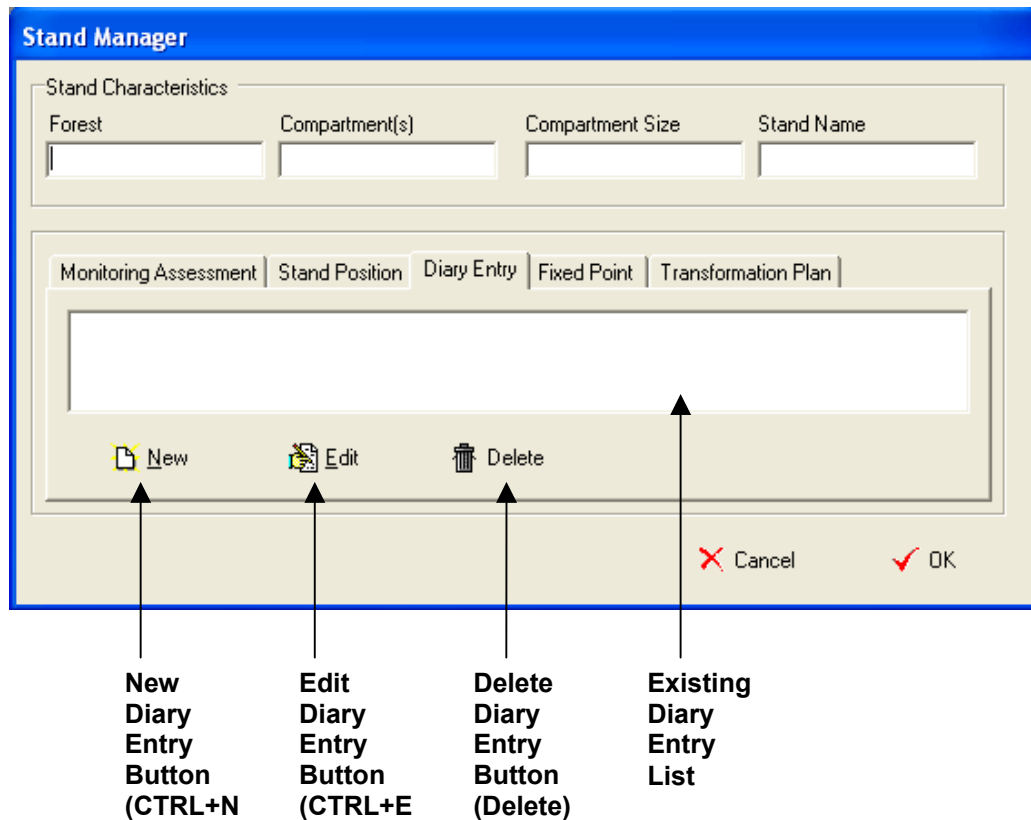 Stand Manager
Stand Characteristics
Forest Compartment(s) Compartment Size Stand Name
Monitoring Assessment Stand Position Diary Entry Fixed Point Transformation Plan
New Edit Delete
Cancel OK
New
Diary
Entry
Button
(CTRL+N
Edit
Diary
Entry
Button
(CTRL+E
Delete
Diary
Entry
Button
(Delete)
Existing
Diary
Entry
List